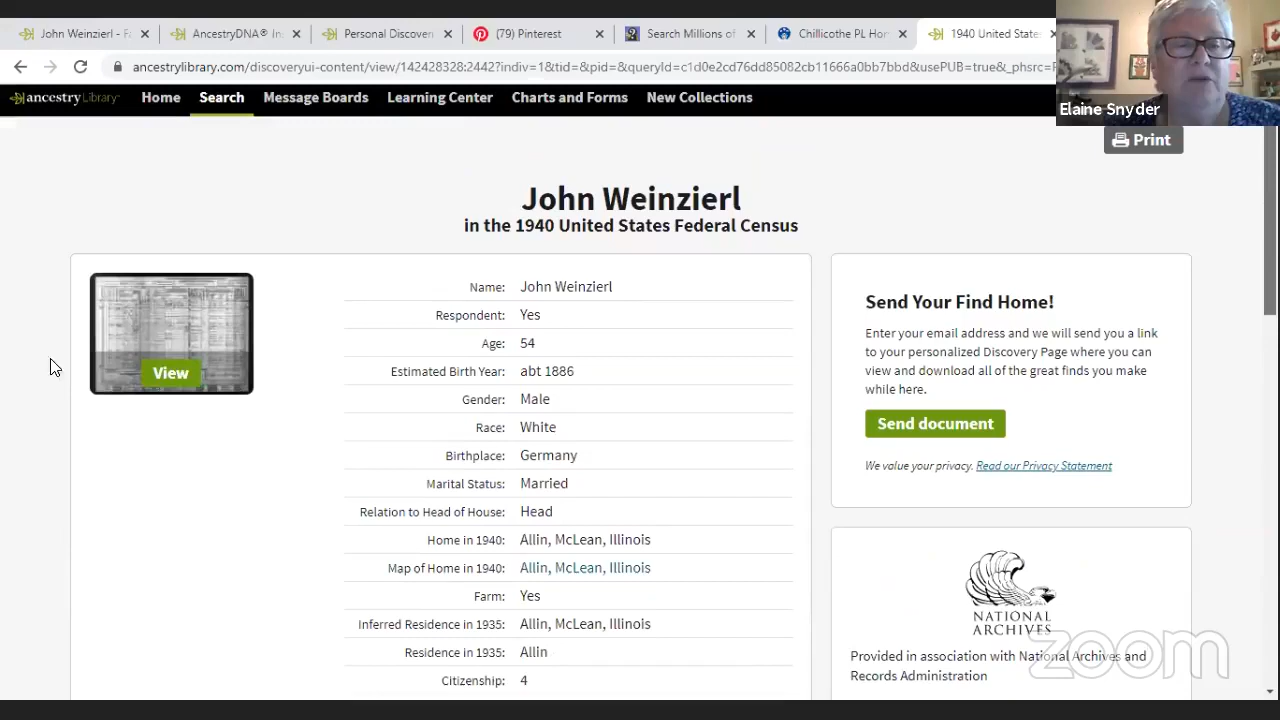 John Weinzierl - Fa
AncestryDNA® In
Personal Discover
(79) Pinterest
Search Millions of
Chillicothe PL Hom
1940 United State
ancestrylibrary.com/discoveryui-content/view/142428328:2442?indiv=1&tid=&pid=&queryId=c1d0e2cd76dd85082cb11666a0bb7bbd&usePUB=true&_phsrc=
ancestryLibrary
Home
Search
Message Boards
Learning Center
Charts and Forms
New Collections
Elaine Snyder
Print
John Weinzierl
in the 1940 United States Federal Census
View
Name: John Weinzierl
Respondent: Yes
Age: 54
Estimated Birth Year: abt 1886
Gender: Male
Race: White
Birthplace: Germany
Marital Status: Married
Relation to Head of House: Head
Home in 1940: Allin, McLean, Illinois
Map of Home in 1940: Allin, McLean, Illinois
Farm: Yes
Inferred Residence in 1935: Allin, McLean, Illinois
Residence in 1935: Allin
Citizenship: 4
Send Your Find Home!
Enter your email address and we will send you a link
to your personalized Discovery Page where you can
view and download all of the great finds you make
while here.
Send document
We value your privacy. Read our Privacy Statement
NATIONAL
ARCHIVES
Provided in association with National Archives and
Records Administration
zoom